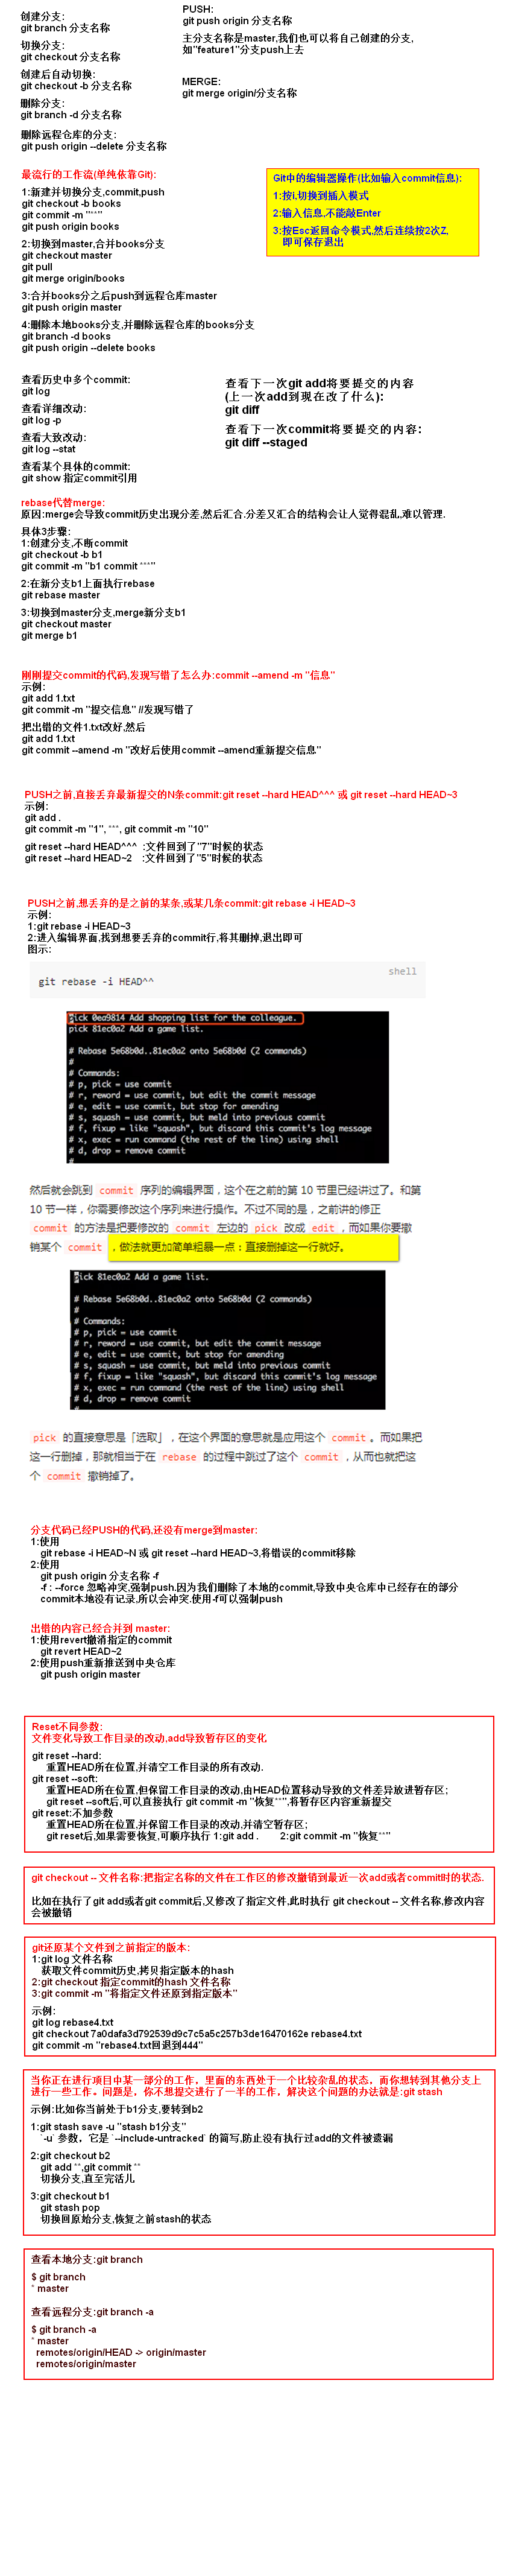 创建分支:
git branch 分支名称
切换分支:
git checkout 分支名称
创建后自动切换:
git checkout -b 分支名称
删除分支:
git branch -d 分支名称
删除远程仓库的分支:
git push origin --delete 分支名称
PUSH:
git push origin 分支名称
主分支名称是master,我们也可以将自己创建的分支,
如"feature1"分支push上去
MERGE:
git merge origin/分支名称
最流行的工作流(单纯依靠Git):
1:新建并切换分支,commit,push
git checkout -b books
git commit -m "***"
git push origin books
2:切换到master,合并books分支
git checkout master
git pull
git merge origin/books
3:合并books分之后push到远程仓库master
git push origin master
4:删除本地books分支,并删除远程仓库的books分支
git branch -d books
git push origin --delete books
Git中的编辑器操作(比如输入commit信息):
1:按i,切换到插入模式
2:输入信息,不能敲Enter
3:按Esc返回命令模式,然后连续按2次Z,
即可保存退出
查看历史中多个commit:
git log
查看详细改动:
git log -p
查看大致改动:
git log --stat
查看某个具体的commit:
git show 指定commit引用
查看下一次git add将要提交的内容
(上一次add到现在改了什么):
git diff
查看下一次commit将要提交的内容:
git diff --staged
rebase代替merge:
原因:merge会导致commit历史出现分差,然后汇合.分差又汇合的结构会让人觉得混乱,难以管理.
具体3步骤:
1:创建分支,不断commit
git checkout -b b1
git commit -m "b1 commit ***"
2:在新分支b1上面执行rebase
git rebase master
3:切换到master分支,merge新分支b1
git checkout master
git merge b1
刚刚提交commit的代码,发现写错了怎么办:commit --amend -m "信息"
示例:
git add 1.txt
git commit -m "提交信息" //发现写错了
把出错的文件1.txt改好,然后
git add 1.txt
git commit --amend -m "改好后使用commit --amend重新提交信息"
PUSH之前,直接丢弃最新提交的N条commit:git reset --hard HEAD^^^ 或 git reset --hard HEAD~3
示例:
git add .
git commit -m "1", ***, git commit -m "10"
git reset --hard HEAD^^^ :文件回到了"7"时候的状态
git reset --hard HEAD~2 :文件回到了"5"时候的状态
PUSH之前,想丢弃的是之前的某条,或某几条commit:git rebase -i HEAD~3
示例:
1:git rebase -i HEAD~3
2:进入编辑界面,找到想要丢弃的commit行,将其删掉,退出即可
图示:
shell
git rebase -i HEAD^^
pick 0ea9814 Add shopping list for the colleague.
pick 81ec0a2 Add a game list.
# Rebase 5e68b0d..81ec0a2 onto 5e68b0d (2 commands)
#
# Commands:
# p, pick = use commit
# r, reword = use commit, but edit the commit message
# e, edit = use commit, but stop for amending
# s, squash = use commit, but meld into previous commit
# f, fixup = like "squash", but discard this commit's log message
# x, exec = run command (the rest of the line) using shell
# d, drop = remove commit
然后就会跳到 commit 序列的编辑界面，这个在之前的第 10 节里已经讲过了。和第
10 节一样，你需要修改这个序列来进行操作。不过不同的是，之前讲的修正
commit 的方法是把要修改的 commit 左边的 pick 改成 edit ，而如果你要撤
销某个 commit ，做法就更加简单粗暴一点：直接删掉这一行就好。
pick 81ec0a2 Add a game list.
# Rebase 5e68b0d..81ec0a2 onto 5e68b0d (2 commands)
#
# Commands:
# p, pick = use commit
# r, reword = use commit, but edit the commit message
# e, edit = use commit, but stop for amending
# s, squash = use commit, but meld into previous commit
# f, fixup = like "squash", but discard this commit's log message
# x, exec = run command (the rest of the line) using shell
# d, drop = remove commit
pick 的直接意思是「选取」，在这个界面的意思就是应用这个 commit 。而如果把
这一行删掉，那就相当于在 rebase 的过程中跳过了这个 commit ，从而也就把这
个 commit 撤销掉了。
分支代码已经PUSH的代码,还没有merge到master:
1:使用
git rebase -i HEAD~N 或 git reset --hard HEAD~3,将错误的commit移除
2:使用
git push origin 分支名称 -f
-f : --force 忽略冲突,强制push.因为我们删除了本地的commit,导致中央仓库中已经存在的部分
commit本地没有记录,所以会冲突.使用-f可以强制push
出错的内容已经合并到 master:
1:使用revert撤消指定的commit
git revert HEAD~2
2:使用push重新推送到中央仓库
git push origin master
Reset不同参数:
文件变化导致工作目录的改动,add导致暂存区的变化
git reset --hard:
重置HEAD所在位置,并清空工作目录的所有改动.
git reset --soft:
重置HEAD所在位置,但保留工作目录的改动,由HEAD位置移动导致的文件差异放进暂存区;
git reset --soft后,可以直接执行 git commit -m "恢复**",将暂存区内容重新提交
git reset:不加参数
重置HEAD所在位置,并保留工作目录的改动,并清空暂存区;
git reset后,如果需要恢复,可顺序执行 1:git add . 2:git commit -m "恢复**"
git checkout -- 文件名称:把指定名称的文件在工作区的修改撤销到最近一次add或者commit时的状态.
比如在执行了git add或者git commit后,又修改了指定文件,此时执行 git checkout -- 文件名称,修改内容
会被撤销
git还原某个文件到之前指定的版本:
1:git log 文件名称
获取文件commit历史,拷贝指定版本的hash
2:git checkout 指定commit的hash 文件名称
3:git commit -m "将指定文件还原到指定版本"
示例:
git log rebase4.txt
git checkout 7a0dafa3d792539d9c7c5a5c257b3de16470162e rebase4.txt
git commit -m "rebase4.txt回退到444"
当你正在进行项目中某一部分的工作，里面的东西处于一个比较杂乱的状态，而你想转到其他分支上
进行一些工作。问题是，你不想提交进行了一半的工作，解决这个问题的办法就是:git stash
示例:比如你当前处于b1分支,要转到b2
1:git stash save -u "stash b1分支"
`-u` 参数，它是 `--include-untracked` 的简写,防止没有执行过add的文件被遗漏
2:git checkout b2
git add **,git commit **
切换分支,直至完活儿
3:git checkout b1
git stash pop
切换回原始分支,恢复之前stash的状态
查看本地分支:git branch
$ git branch
* master
查看远程分支:git branch -a
$ git branch -a
* master
remotes/origin/HEAD -> origin/master
remotes/origin/master